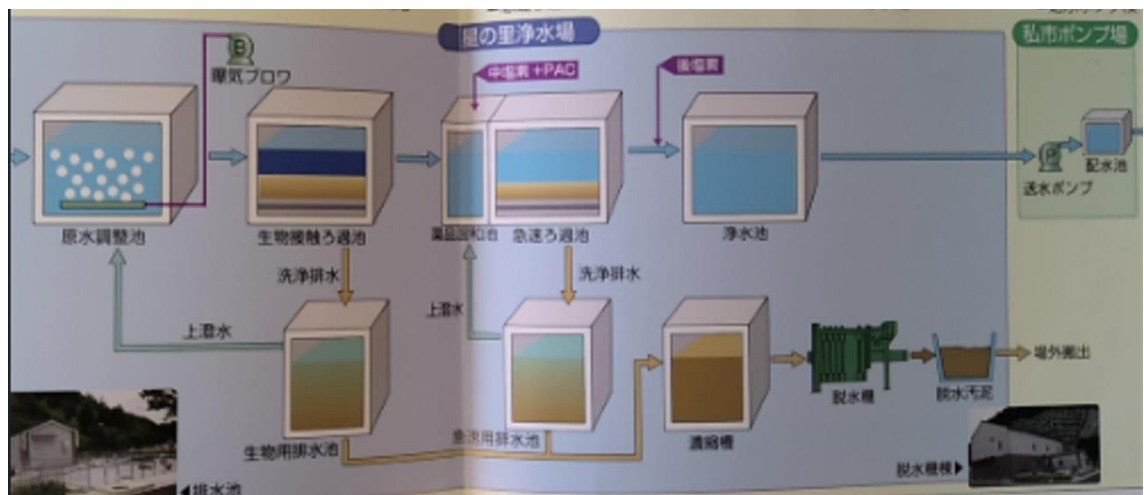 星の里浄水場
私市ポンプ場
B
曝気ブロワ
中塩素+PAC
後塩素
原水調整池
生物接触ろ過池
薬品混和池
急速ろ過池
浄水池
P
送水ポンプ
配水池
洗浄排水
洗浄排水
上澄水
上澄水
生物用排水池
急速用排水池
濃縮槽
脱水機
脱水汚泥
場外搬出
◀排水池
脱水機棟▶